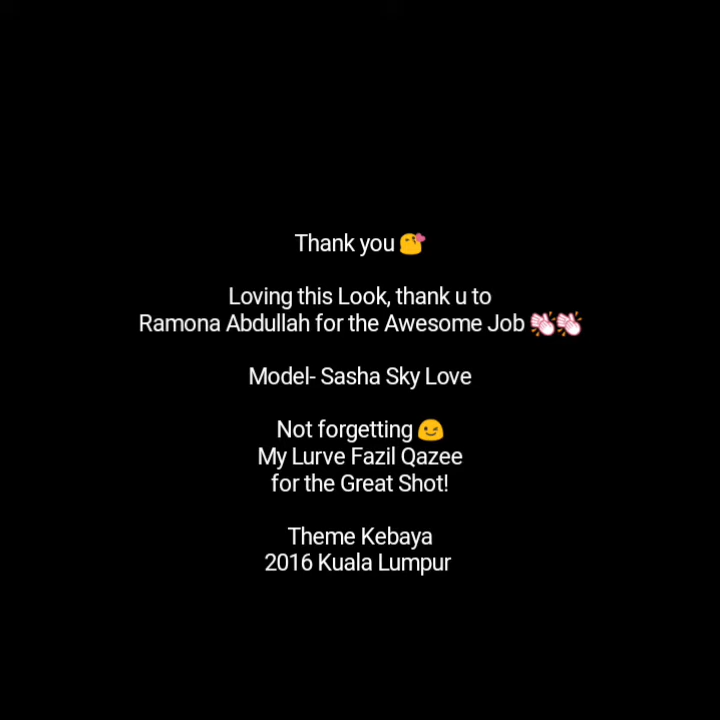 Thank you 😘
Loving this Look, thank u to
Ramona Abdullah for the Awesome Job 👏👏
Model- Sasha Sky Love
Not forgetting 😉
My Lurve Fazil Qazee
for the Great Shot!
Theme Kebaya
2016 Kuala Lumpur